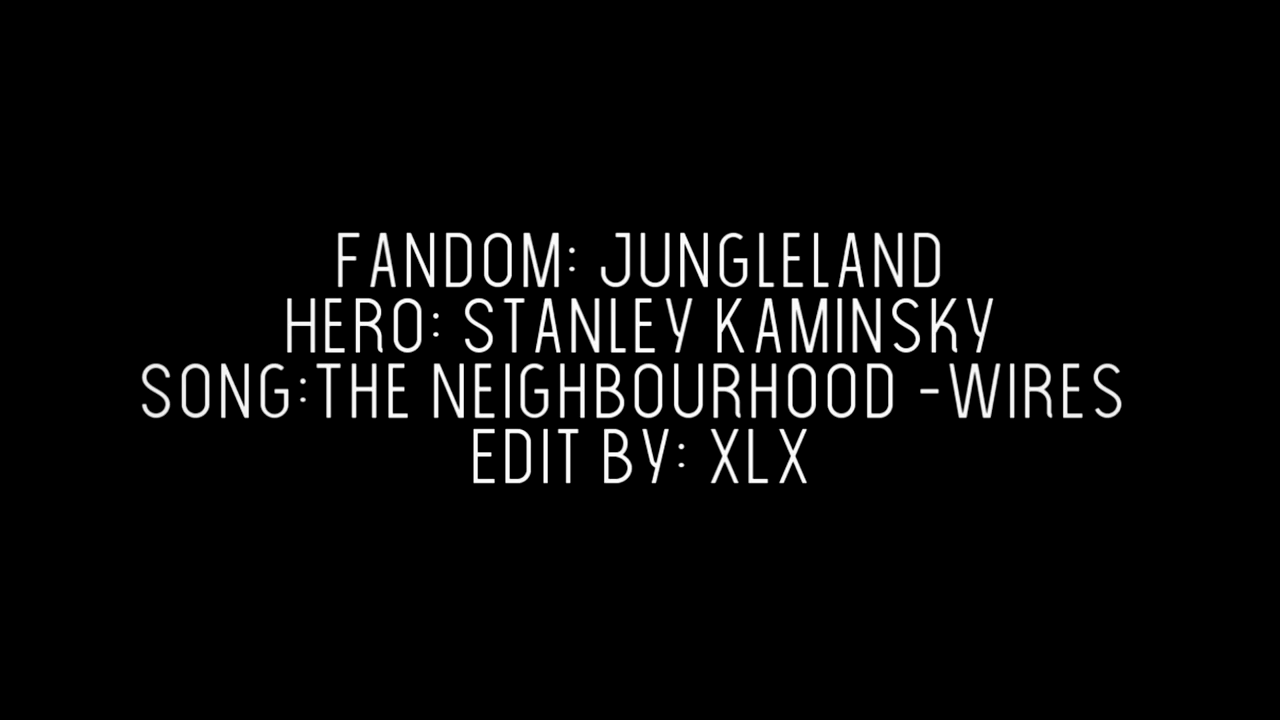 FANDOM: JUNGLELAND
HERO: STANLEY KAMINSKY
SONG:THE NEIGHBOURHOOD -WIRES
EDIT BY: XLX